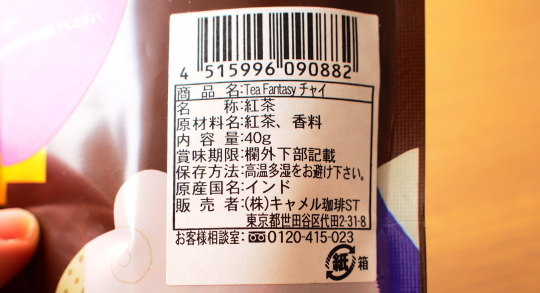 4 515996 090882
商品名:Tea Fantasy チャイ
名称:紅茶
原材料名:紅茶、香料
内容量:40g
賞味期限:欄外下部記載
保存方法:高温多湿をお避け下さい。
原産国名:インド
販売者:(株)キャメル珈琲ST
東京都世田谷区代田2-31-8
お客様相談室:0120-415-023
紙 箱